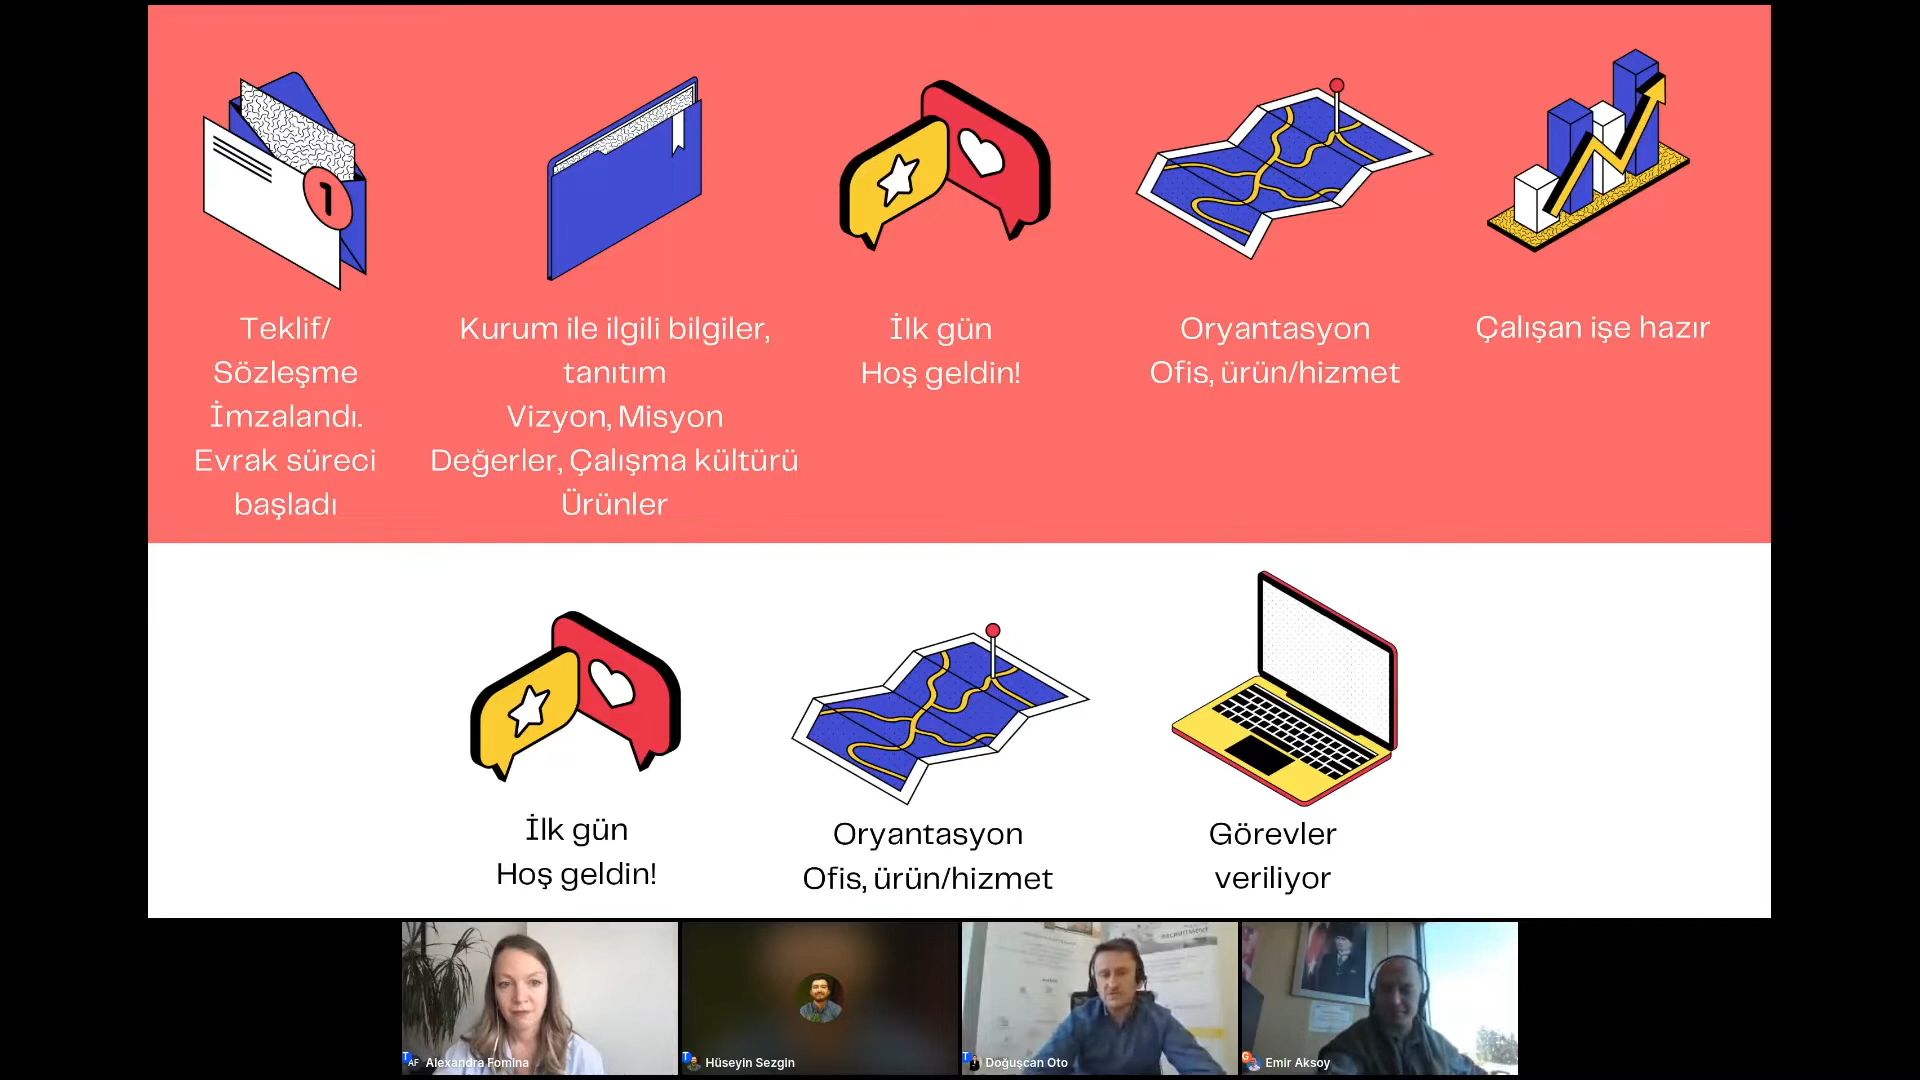 1
Teklif/
Sözleşme
İmzalandı.
Evrak süreci
başladı
Kurum ile ilgili bilgiler,
tanıtım
Vizyon, Misyon
Değerler, Çalışma kültürü
Ürünler
İlk gün
Hoş geldin!
Oryantasyon
Ofis, ürün/hizmet
Çalışan işe hazır
İlk gün
Hoş geldin!
Oryantasyon
Ofis, ürün/hizmet
Görevler
veriliyor
T AF Alexandra Fomina
T Hüseyin Sezgin
T Doğuşcan Oto
G Emir Aksoy